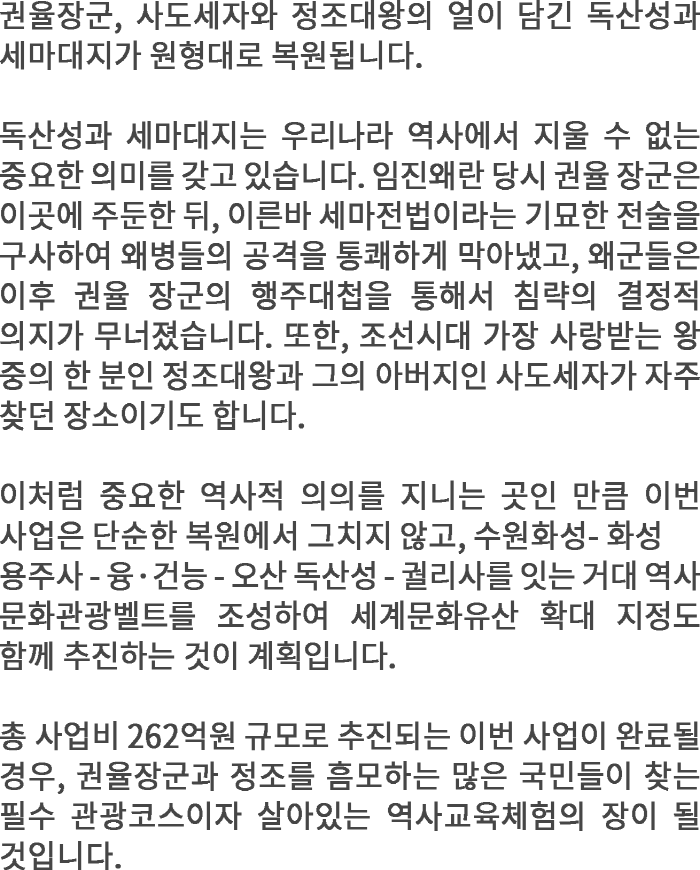 권율장군, 사도세자와 정조대왕의 얼이 담긴 독산성과
세마대지가 원형대로 복원됩니다.
독산성과 세마대지는 우리나라 역사에서 지울 수 없는
중요한 의미를 갖고 있습니다. 임진왜란 당시 권율 장군은
이곳에 주둔한 뒤, 이른바 세마전법이라는 기묘한 전술을
구사하여 왜병들의 공격을 통쾌하게 막아냈고, 왜군들은
이후 권율 장군의 행주대첩을 통해서 침략의 결정적
의지가 무너졌습니다. 또한, 조선시대 가장 사랑받는 왕
중의 한 분인 정조대왕과 그의 아버지인 사도세자가 자주
찾던 장소이기도 합니다.
이처럼 중요한 역사적 의의를 지니는 곳인 만큼 이번
사업은 단순한 복원에서 그치지 않고, 수원화성- 화성
용주사 - 융·건능 - 오산 독산성 - 궐리사를 잇는 거대 역사
문화관광벨트를 조성하여 세계문화유산 확대 지정도
함께 추진하는 것이 계획입니다.
총 사업비 262억원 규모로 추진되는 이번 사업이 완료될
경우, 권율장군과 정조를 흠모하는 많은 국민들이 찾는
필수 관광코스이자 살아있는 역사교육체험의 장이 될
것입니다.